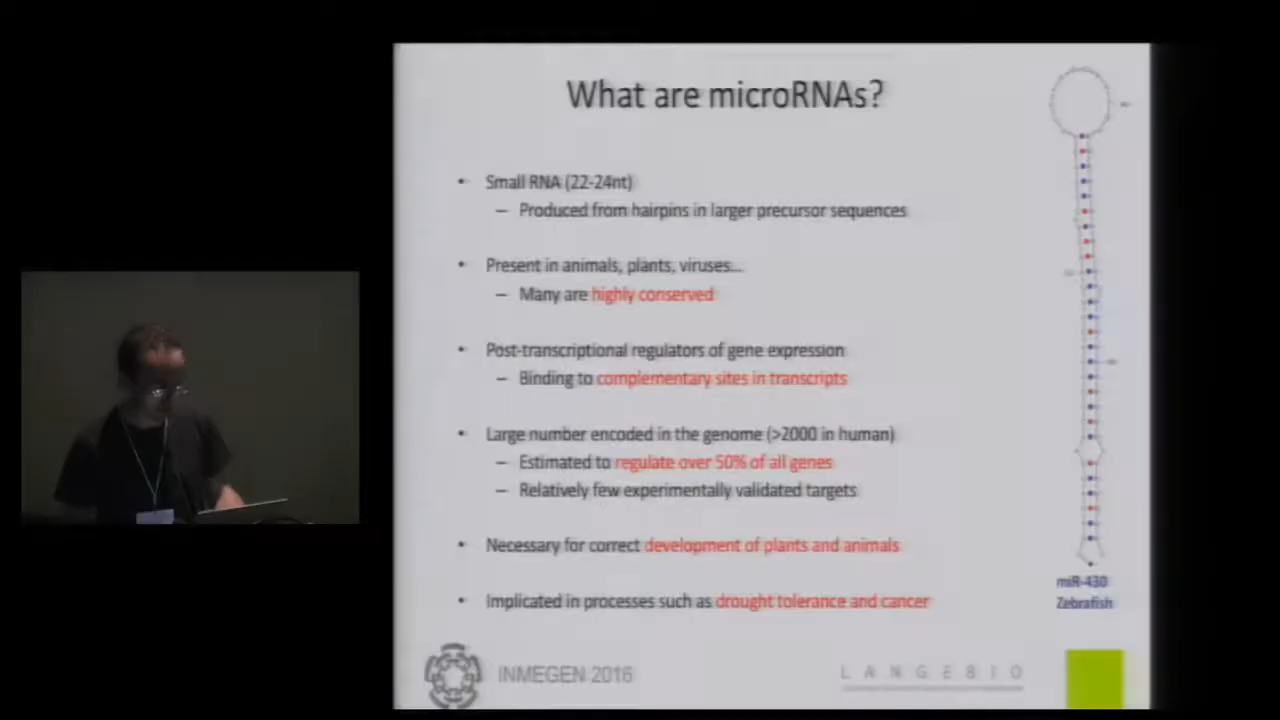 What are microRNAs?
• Small RNA (22-24nt)
– Produced from hairpins in larger precursor sequences
• Present in animals, plants, viruses...
– Many are highly conserved
• Post-transcriptional regulators of gene expression
– Binding to complementary sites in transcripts
• Large number encoded in the genome (>2000 in human)
– Estimated to regulate over 50% of all genes
– Relatively few experimentally validated targets
• Necessary for correct development of plants and animals
• Implicated in processes such as drought tolerance and cancer
miR-430
Zebrafish
INMEGEN 2016
LANGEBIO